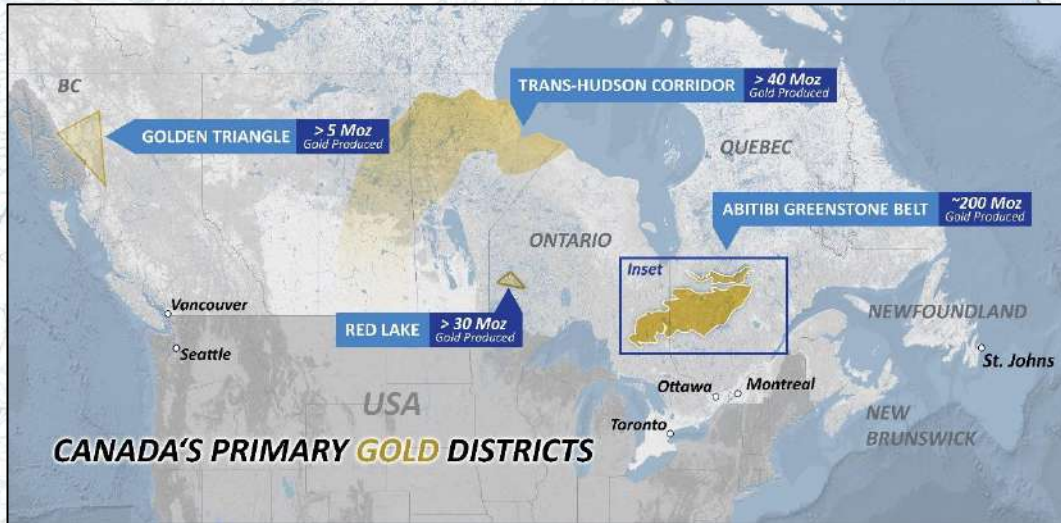 BC
TRANS-HUDSON CORRIDOR
> 40 Moz
Gold Produced
GOLDEN TRIANGLE
> 5 Moz
Gold Produced
QUEBEC
ABITIBI GREENSTONE BELT
~200 Moz
Gold Produced
ONTARIO
Inset
Vancouver
RED LAKE
> 30 Moz
Gold Produced
NEWFOUNDLAND
Seattle
St. Johns
Ottawa
Montreal
USA
Taronto
NEW
BRUNSWICK
CANADA'S PRIMARY GOLD DISTRICTS